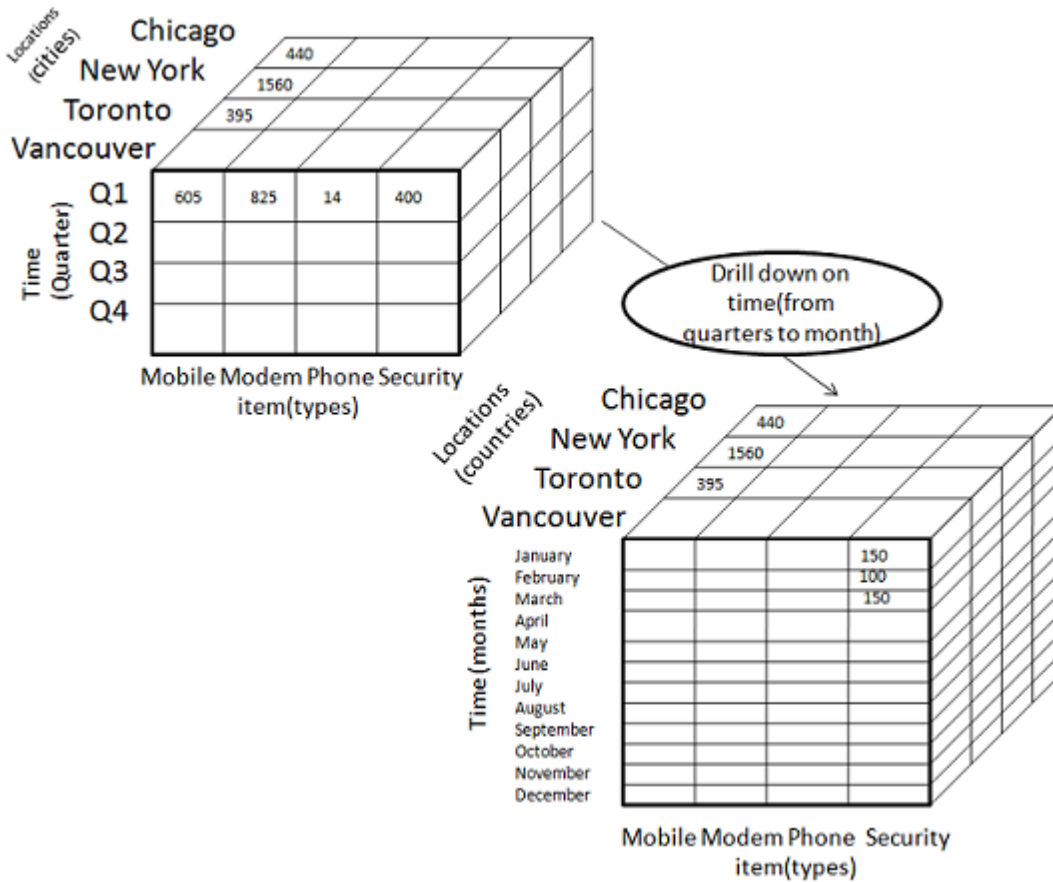 Locations
(cities)
Chicago
New York
Toronto
Vancouver
440
1560
395
Time
(Quarter)
Q1
Q2
Q3
Q4
605 825 14 400
Mobile Modem Phone Security
item(types)
Drill down on
time(from
quarters to month)
Locations
(countries)
Chicago
New York
Toronto
Vancouver
440
1560
395
Time (months)
January
February
March
April
May
June
July
August
September
October
November
December
150
100
150
Mobile Modem Phone Security
item(types)